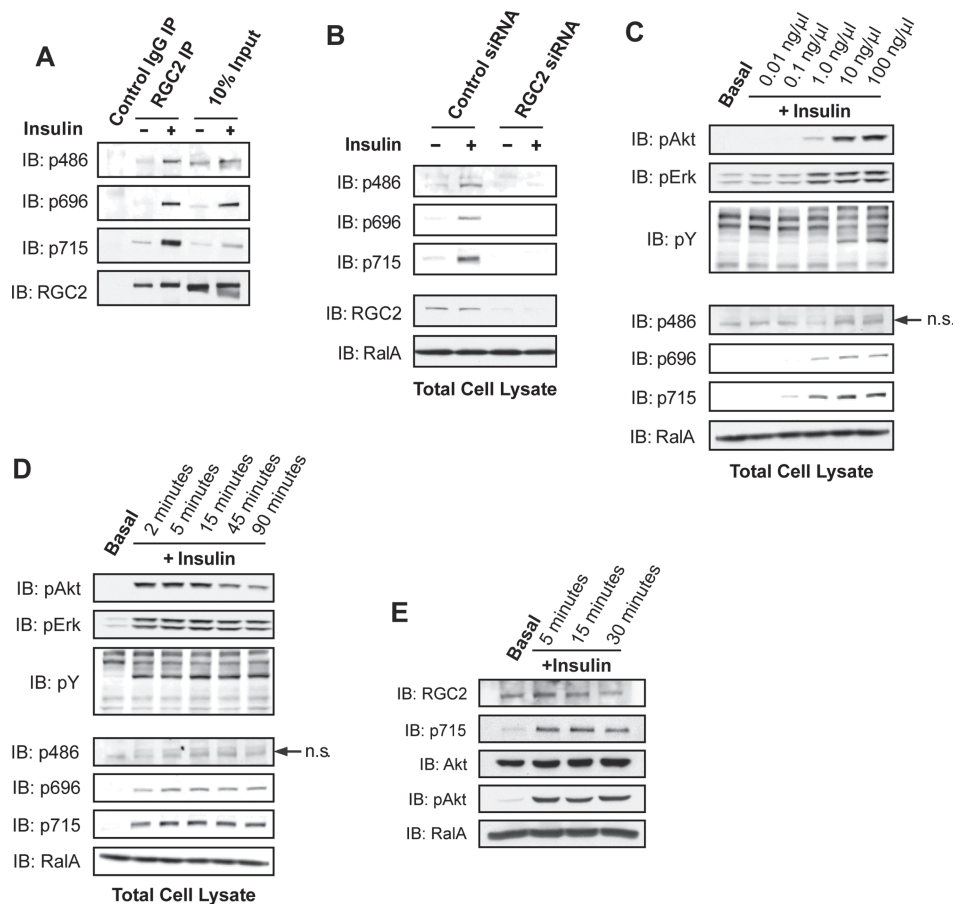 A
Control IgG IP
RGC2 IP
10% Input
Insulin - + - +
IB: p486
IB: p696
IB: p715
IB: RGC2
B
Control siRNA
RGC2 siRNA
Insulin - + - +
IB: p486
IB: p696
IB: p715
IB: RGC2
IB: RalA
Total Cell Lysate
C
Basal
0.01 ng/µl
0.1 ng/µl
1.0 ng/µl
10 ng/µl
100 ng/µl
+ Insulin
IB: pAkt
IB: pErk
IB: pY
IB: p486
n.s.
IB: p696
IB: p715
IB: RalA
Total Cell Lysate
D
Basal
2 minutes
5 minutes
15 minutes
45 minutes
90 minutes
+ Insulin
IB: pAkt
IB: pErk
IB: pY
IB: p486
n.s.
IB: p696
IB: p715
IB: RalA
Total Cell Lysate
E
Basal
5 minutes
15 minutes
30 minutes
+Insulin
IB: RGC2
IB: p715
IB: Akt
IB: pAkt
IB: RalA